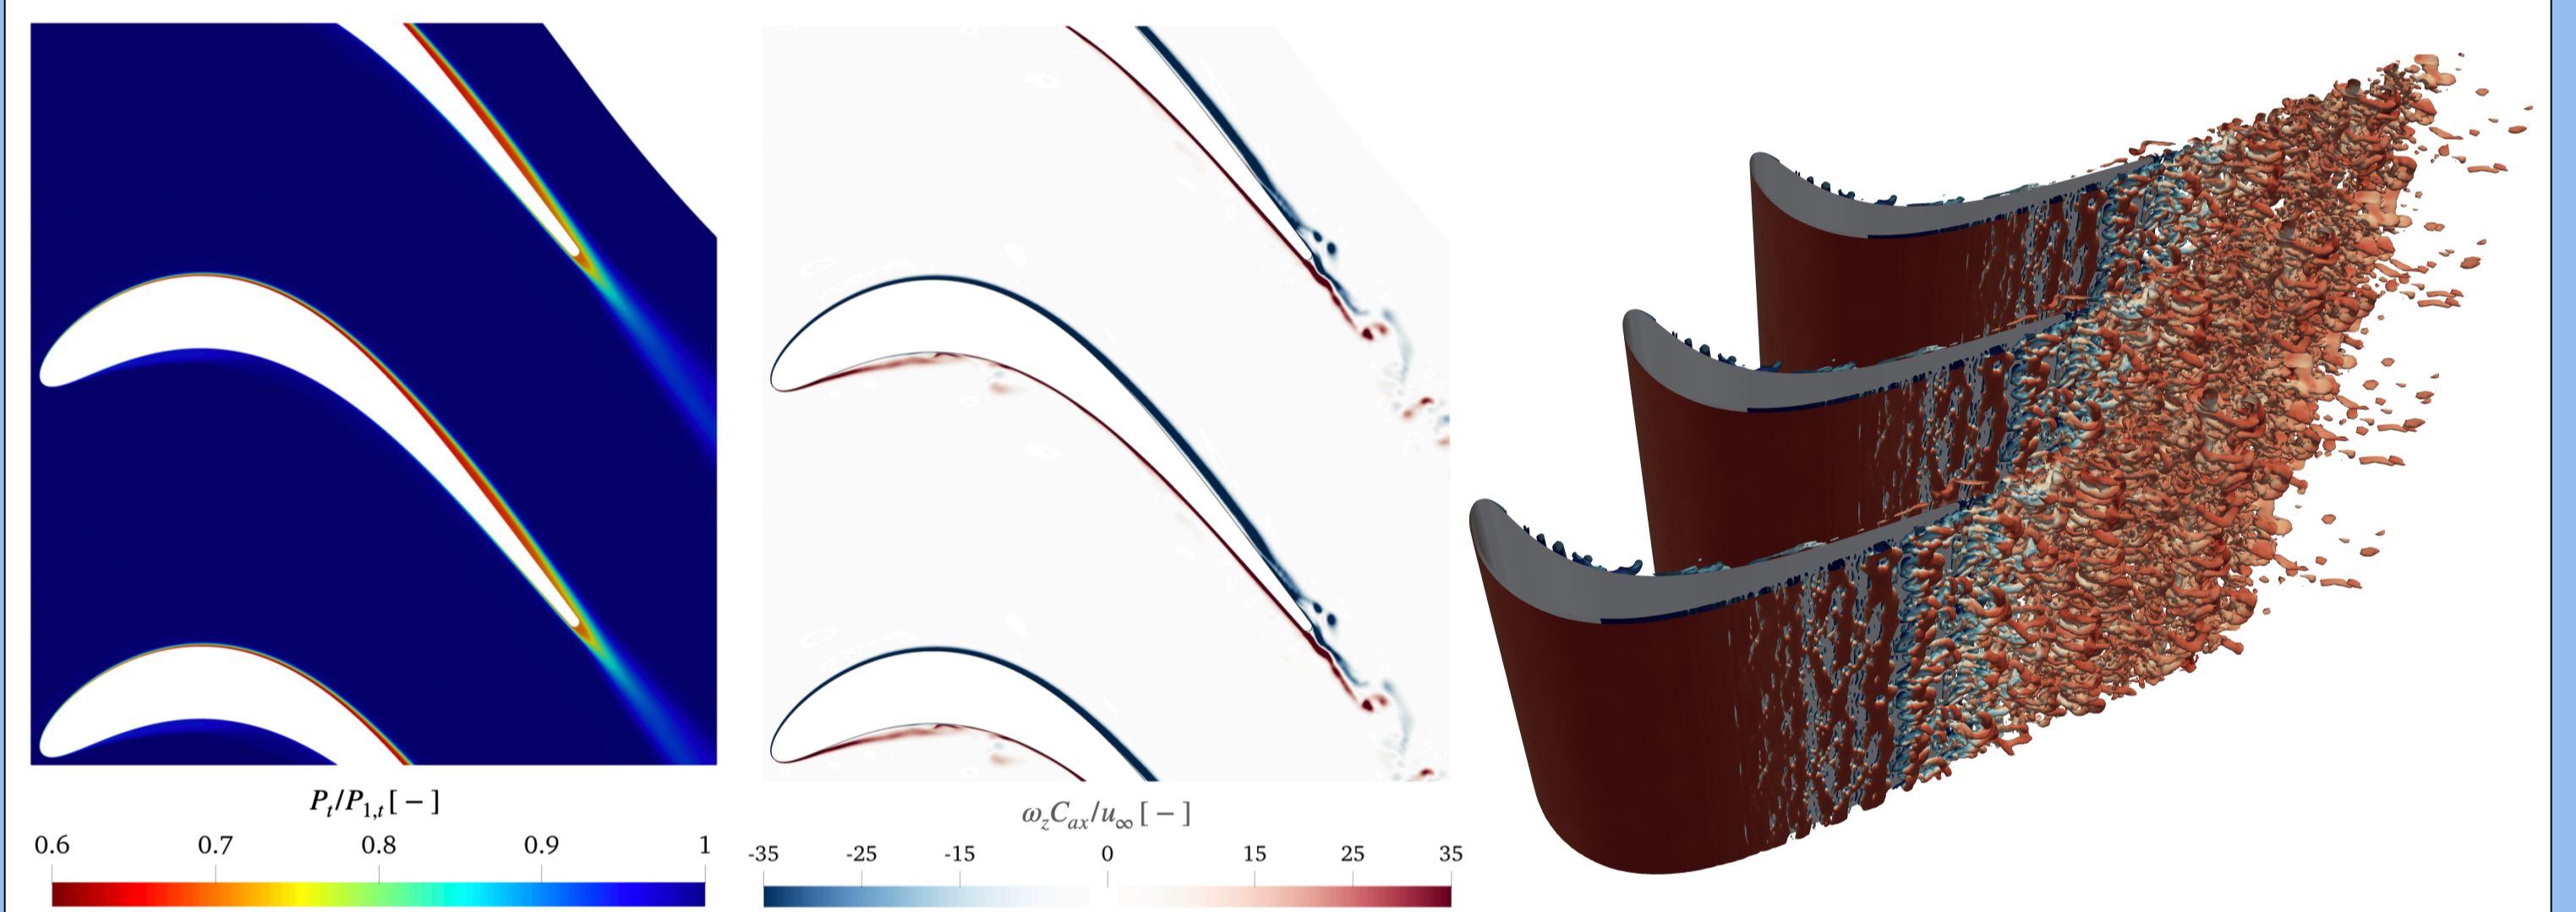 P_t/P_{1,t} [ − ]
0.6 0.7 0.8 0.9 1
ω_z C_{ax}/u_∞ [ − ]
-35 -25 -15 0 15 25 35